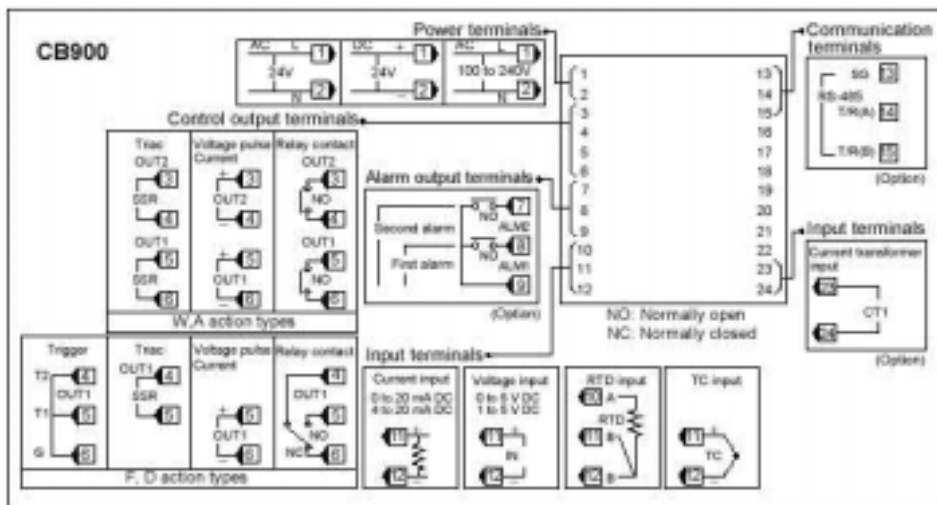 CB900
Power terminals
AC L 1
24V
N 2
DC + 1
24V
− 2
AC L 1
100 to 240V
N 2
Control output terminals
Triac
OUT2
3
SSR
4
OUT1
5
SSR
6
Voltage pulse
Current
+ 3
OUT2
− 4
+ 5
OUT1
− 6
Relay contact
OUT2
3
NO
4
OUT1
5
NO
6
W,A action types
Alarm output terminals
7
NO
Second alarm ALM2
8
NO
First alarm ALM1
9
(Option)
1
2
3
4
5
6
7
8
9
10
11
12
13
14
15
16
17
18
19
20
21
22
23
24
NO: Normally open
NC: Normally closed
Communication
terminals
SG 13
RS-485
T/R(A) 14
T/R(B) 15
(Option)
Input terminals
Current transformer
input
23
CT1
24
(Option)
Trigger
T2 4
OUT1
T1 5
G 6
Triac
OUT1
4
SSR
5
Voltage pulse
Current
+ 5
OUT1
− 6
Relay contact
4
OUT1
5
NO
NC 6
F, D action types
Input terminals
Current input
0 to 20 mA DC
4 to 20 mA DC
11 +
12 −
Voltage input
0 to 5 V DC
1 to 5 V DC
11 +
IN
12 −
RTD input
10 A
RTD
11 B
12 B
TC input
11 +
TC
12 −